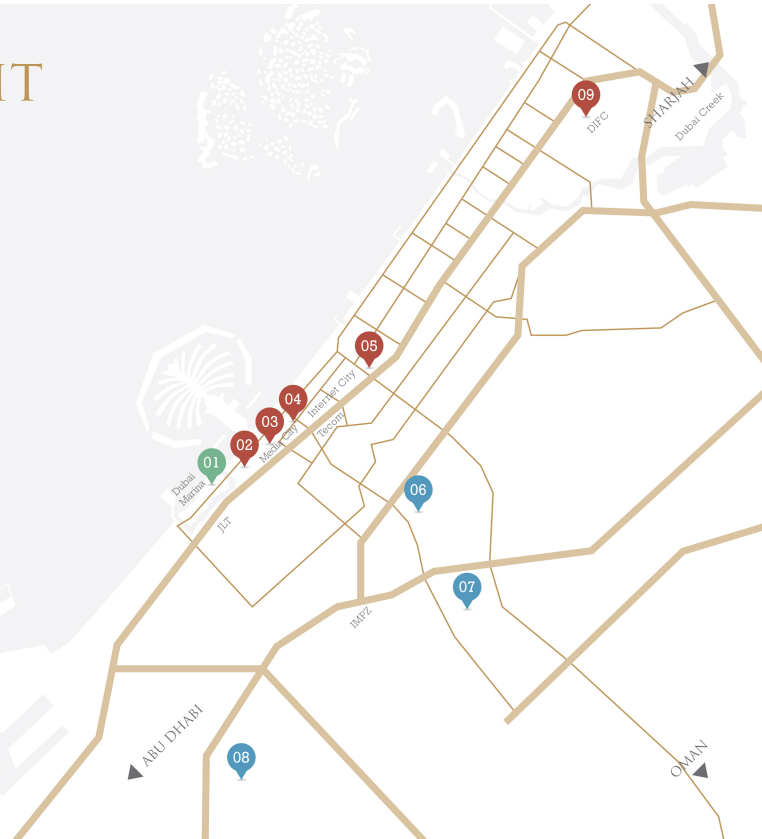 IT
SHARJAH
09
DIFC
Dubai Creek
05
04
Internet City
03
Tecom
02
Media City
01
Dubai
Marina
06
JLT
07
IMPZ
ABU DHABI
OMAN
08